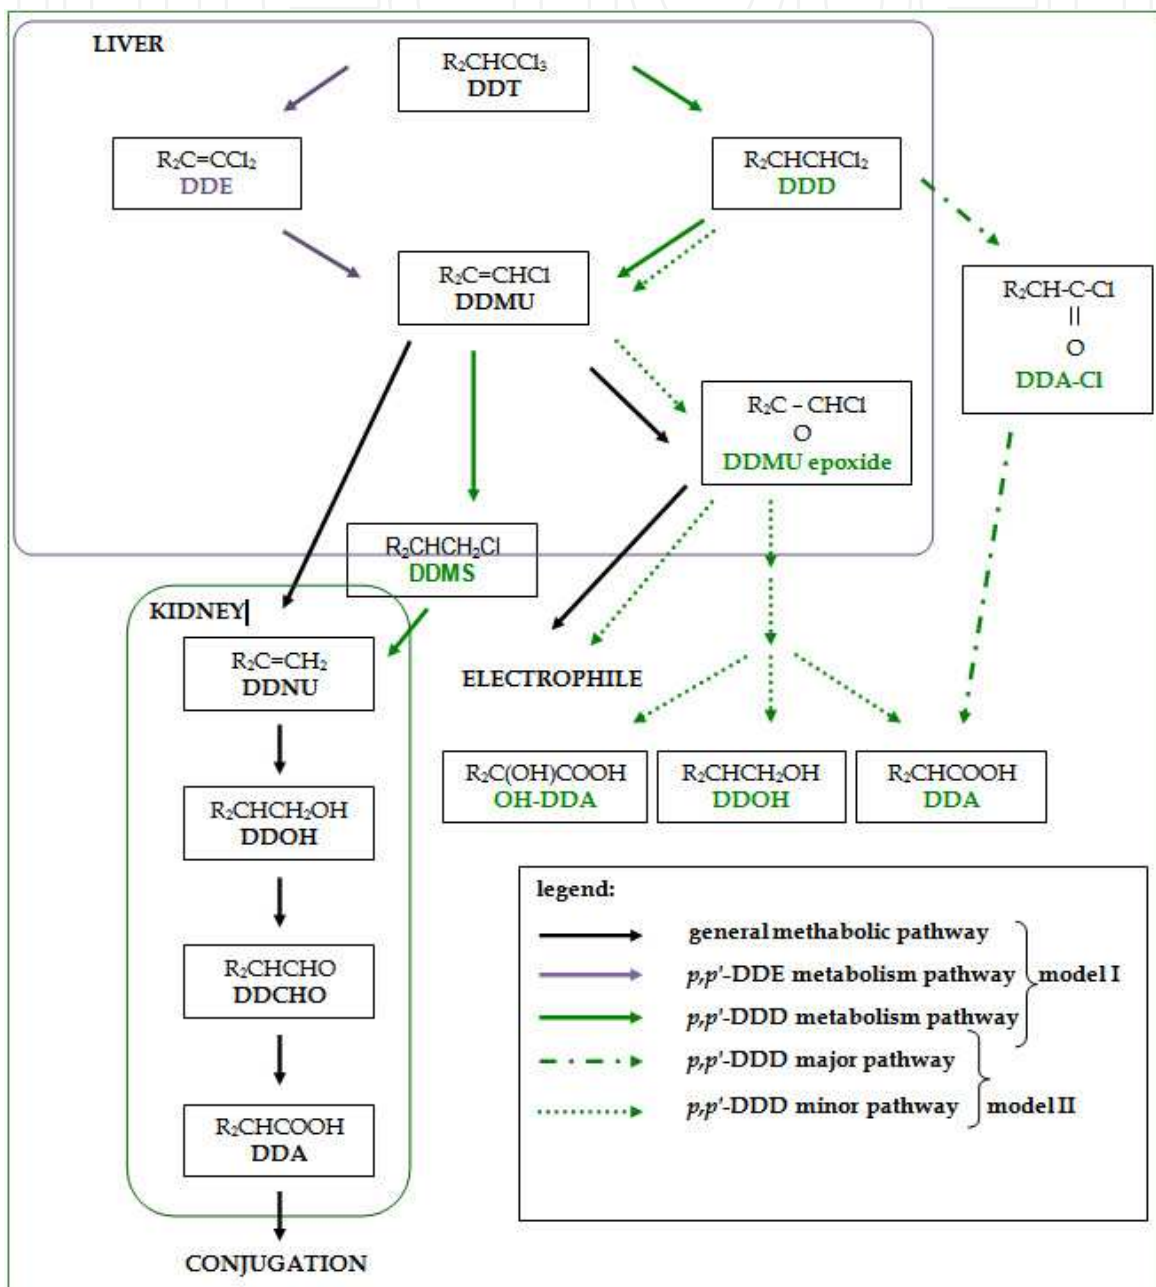 LIVER
R₂CHCCl₃
DDT
R₂C=CCl₂
DDE
R₂CHCHCl₂
DDD
R₂C=CHCl
DDMU
R₂CH-C-Cl
||
O
DDA-Cl
R₂C – CHCl
O
DDMU epoxide
R₂CHCH₂Cl
DDMS
KIDNEY
R₂C=CH₂
DDNU
ELECTROPHILE
R₂C(OH)COOH
OH-DDA
R₂CHCH₂OH
DDOH
R₂CHCOOH
DDA
R₂CHCH₂OH
DDOH
R₂CHCHO
DDCHO
R₂CHCOOH
DDA
CONJUGATION
legend:
general methabolic pathway
p,p'-DDE metabolism pathway
p,p'-DDD metabolism pathway
model I
p,p'-DDD major pathway
p,p'-DDD minor pathway
model II